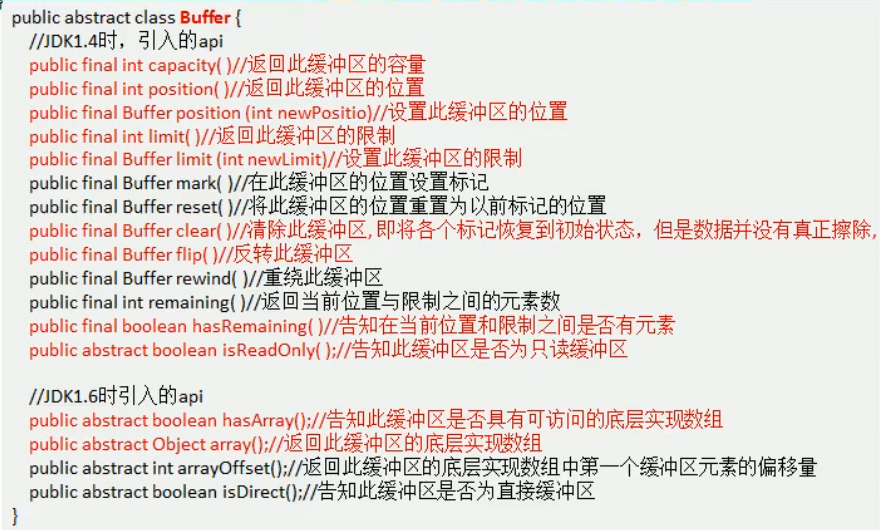 public abstract class Buffer {
//JDK1.4时，引入的api
public final int capacity( )//返回此缓冲区的容量
public final int position( )//返回此缓冲区的位置
public final Buffer position (int newPositio)//设置此缓冲区的位置
public final int limit( )//返回此缓冲区的限制
public final Buffer limit (int newLimit)//设置此缓冲区的限制
public final Buffer mark( )//在此缓冲区的位置设置标记
public final Buffer reset( )//将此缓冲区的位置重置为以前标记的位置
public final Buffer clear( )//清除此缓冲区, 即将各个标记恢复到初始状态，但是数据并没有真正擦除,
public final Buffer flip( )//反转此缓冲区
public final Buffer rewind( )//重绕此缓冲区
public final int remaining( )//返回当前位置与限制之间的元素数
public final boolean hasRemaining( )//告知在当前位置和限制之间是否有元素
public abstract boolean isReadOnly( );//告知此缓冲区是否为只读缓冲区
//JDK1.6时引入的api
public abstract boolean hasArray();//告知此缓冲区是否具有可访问的底层实现数组
public abstract Object array();//返回此缓冲区的底层实现数组
public abstract int arrayOffset();//返回此缓冲区的底层实现数组中第一个缓冲区元素的偏移量
public abstract boolean isDirect();//告知此缓冲区是否为直接缓冲区
}